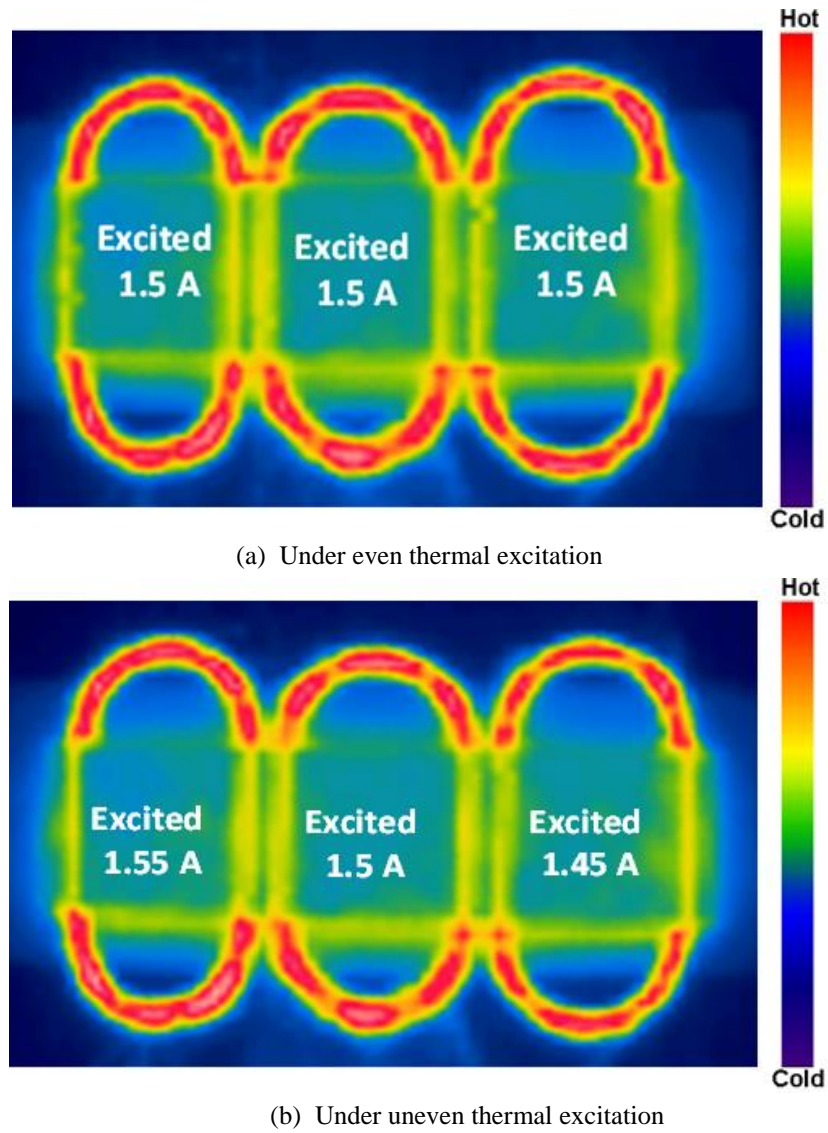 Hot
Excited
1.5 A
Excited
1.5 A
Excited
1.5 A
Cold
(a) Under even thermal excitation
Hot
Excited
1.55 A
Excited
1.5 A
Excited
1.45 A
Cold
(b) Under uneven thermal excitation